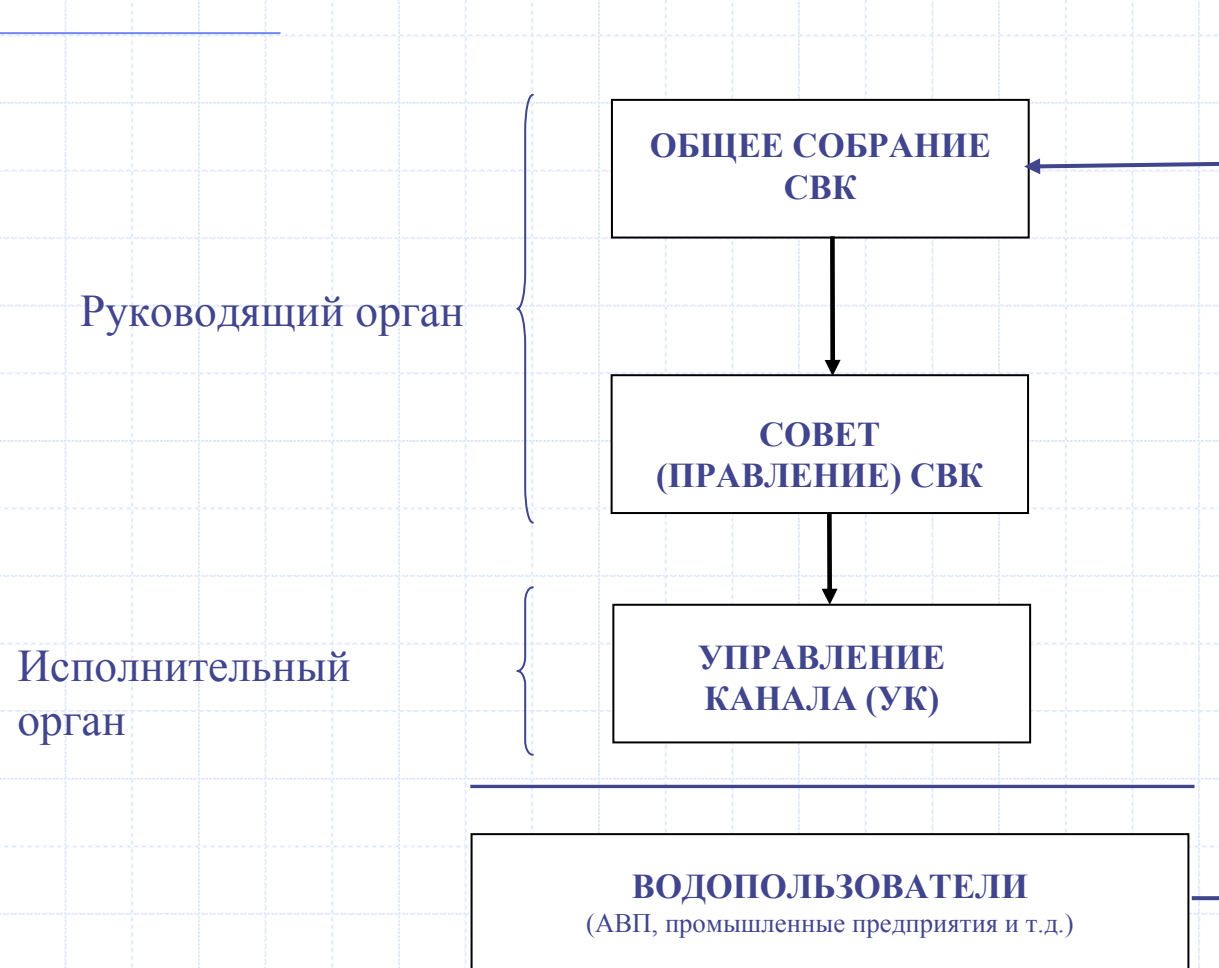 ОБЩЕЕ СОБРАНИЕ
СВК
Руководящий орган
СОВЕТ
(ПРАВЛЕНИЕ) СВК
Исполнительный
орган
УПРАВЛЕНИЕ
КАНАЛА (УК)
ВОДОПОЛЬЗОВАТЕЛИ
(АВП, промышленные предприятия и т.д.)